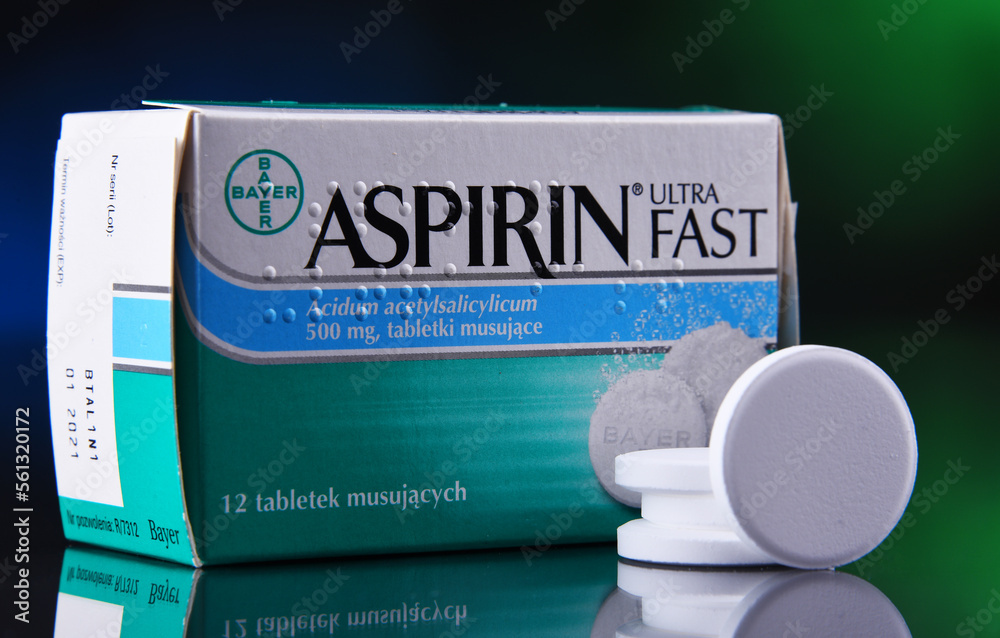 BAYER
BAYER
ASPIRIN® ULTRA FAST
Acidum acetylsalicylicum
500 mg, tabletki musujące
BAYER
12 tabletek musujących
Nr serii (Lot):
Termin ważności (EXP):
BTAL1N1
01 2021
Nr pozwolenia: R/7312 Bayer
Adobe Stock | #561320172